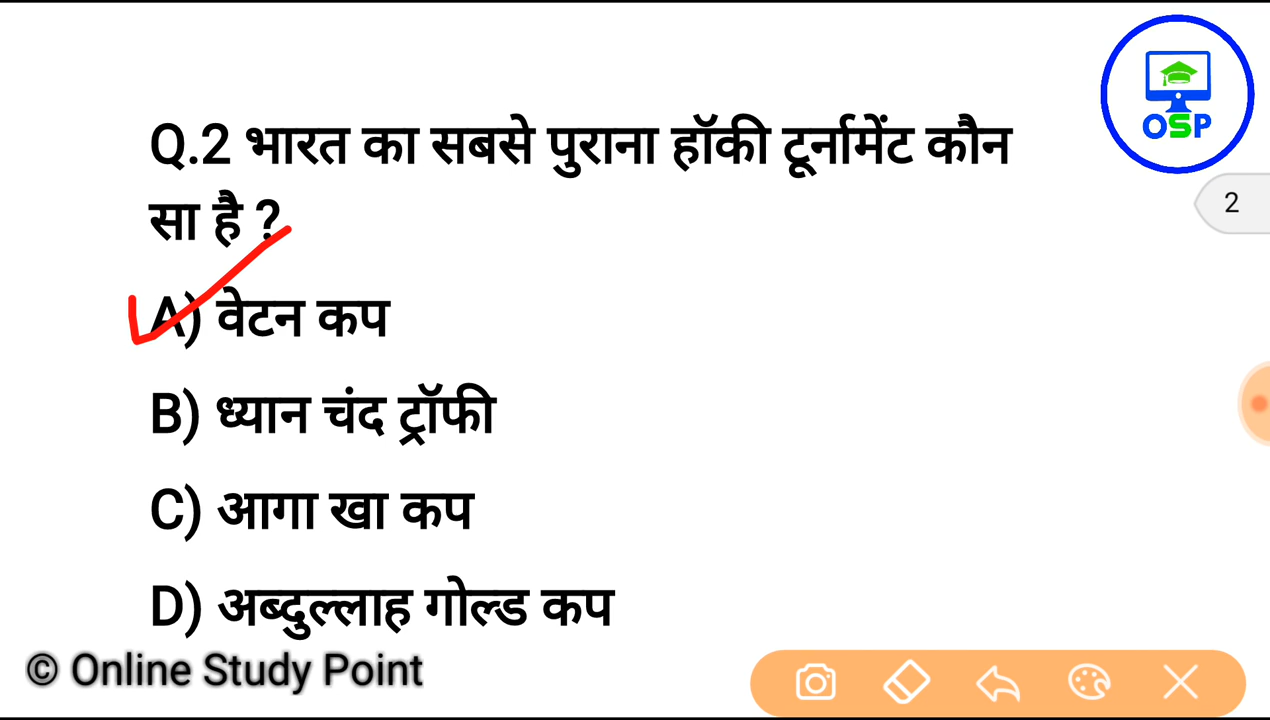 OSP
Q.2 भारत का सबसे पुराना हॉकी टूर्नामेंट कौन
सा है ?
2
A) वेटन कप
B) ध्यान चंद ट्रॉफी
C) आगा खा कप
D) अब्दुल्लाह गोल्ड कप
© Online Study Point